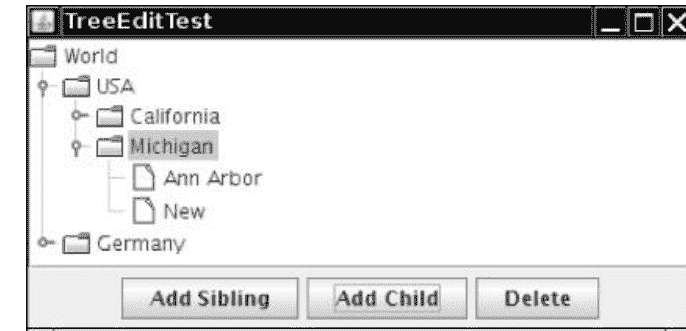 TreeEditTest
World
USA
California
Michigan
Ann Arbor
New
Germany
Add Sibling Add Child Delete